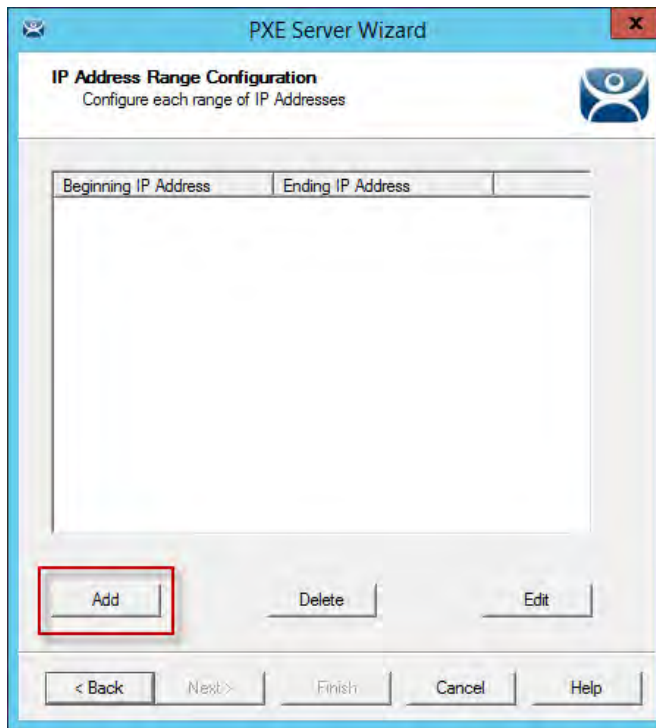 PXE Server Wizard
x
IP Address Range Configuration
Configure each range of IP Addresses
Beginning IP Address Ending IP Address
Add Delete Edit
< Back Next > Finish Cancel Help